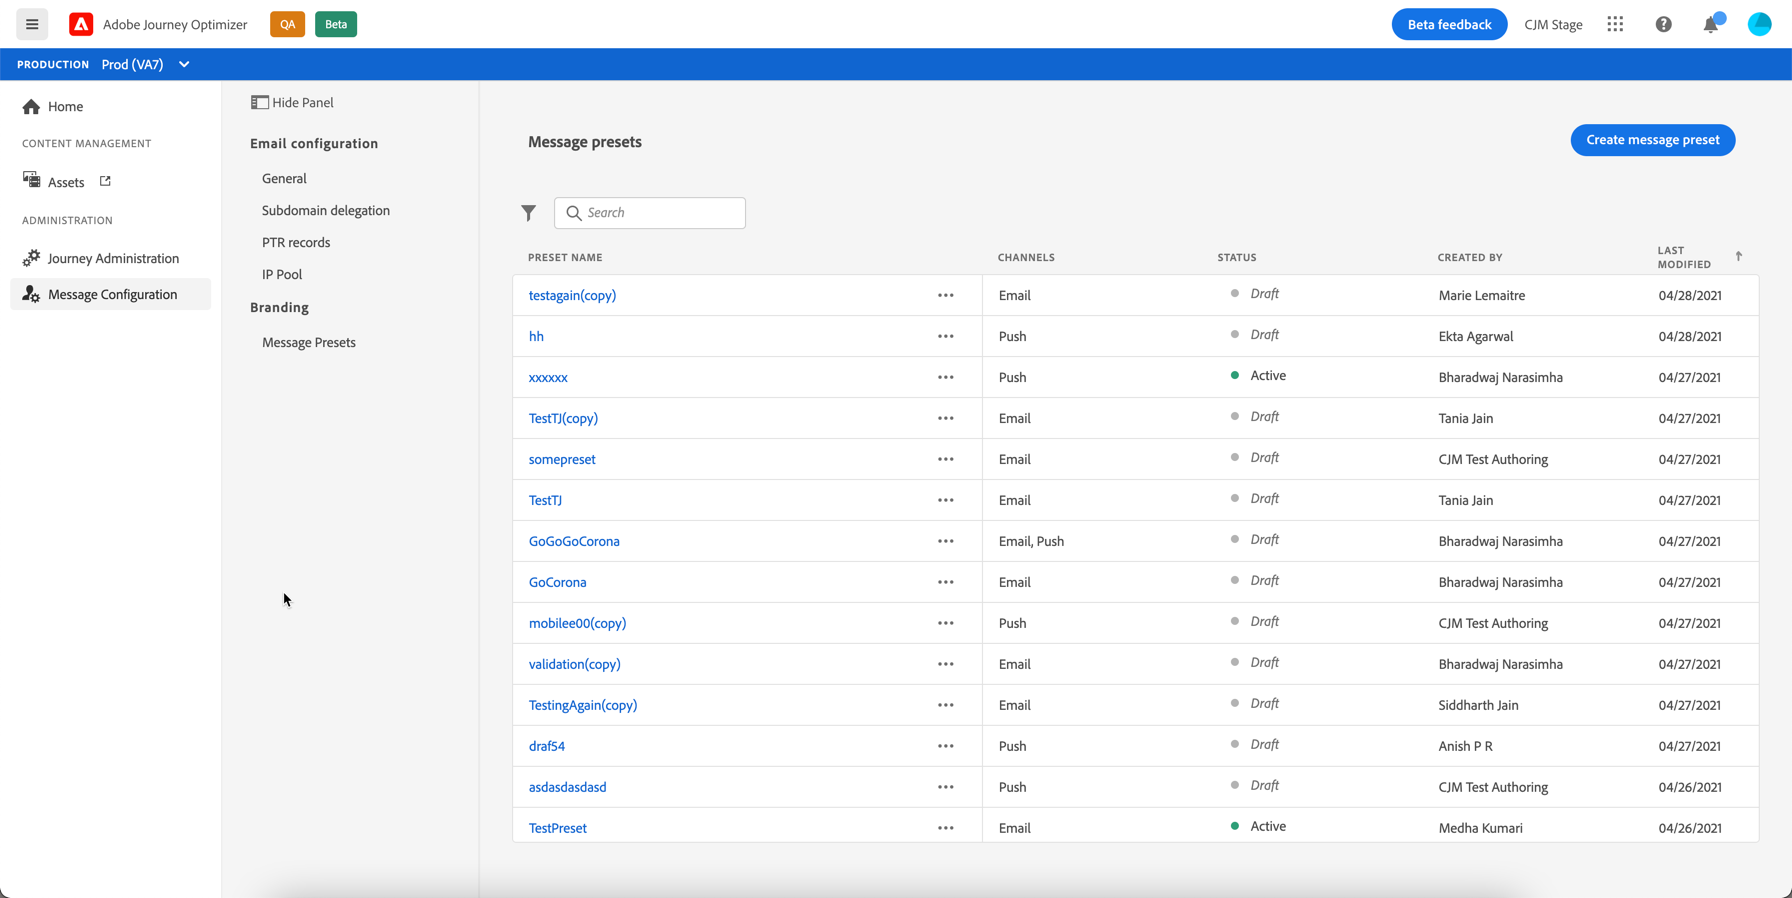 Adobe Journey Optimizer QA Beta Beta feedback CJM Stage
PRODUCTION Prod (VA7)
Home
CONTENT MANAGEMENT
Assets
ADMINISTRATION
Journey Administration
Message Configuration
Hide Panel
Email configuration
General
Subdomain delegation
PTR records
IP Pool
Branding
Message Presets
Message presets Create message preset
Search
PRESET NAME CHANNELS STATUS CREATED BY LAST MODIFIED
testagain(copy) Email Draft Marie Lemaitre 04/28/2021
hh Push Draft Ekta Agarwal 04/28/2021
xxxxxx Push Active Bharadwaj Narasimha 04/27/2021
TestTJ(copy) Email Draft Tania Jain 04/27/2021
somepreset Email Draft CJM Test Authoring 04/27/2021
TestTJ Email Draft Tania Jain 04/27/2021
GoGoGoCorona Email, Push Draft Bharadwaj Narasimha 04/27/2021
GoCorona Email Draft Bharadwaj Narasimha 04/27/2021
mobilee00(copy) Push Draft CJM Test Authoring 04/27/2021
validation(copy) Email Draft Bharadwaj Narasimha 04/27/2021
TestingAgain(copy) Email Draft Siddharth Jain 04/27/2021
draf54 Push Draft Anish P R 04/27/2021
asdasdasdasd Push Draft CJM Test Authoring 04/26/2021
TestPreset Email Active Medha Kumari 04/26/2021